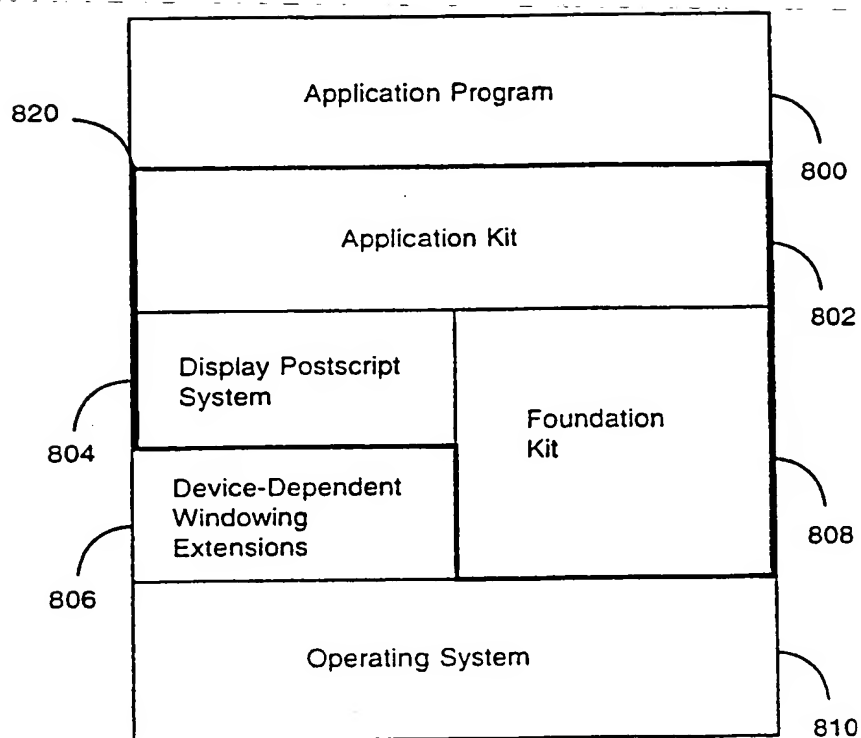 Application Program
820
800
Application Kit
802
Display Postscript
System
Foundation
Kit
804
Device-Dependent
Windowing
Extensions
808
806
Operating System
810